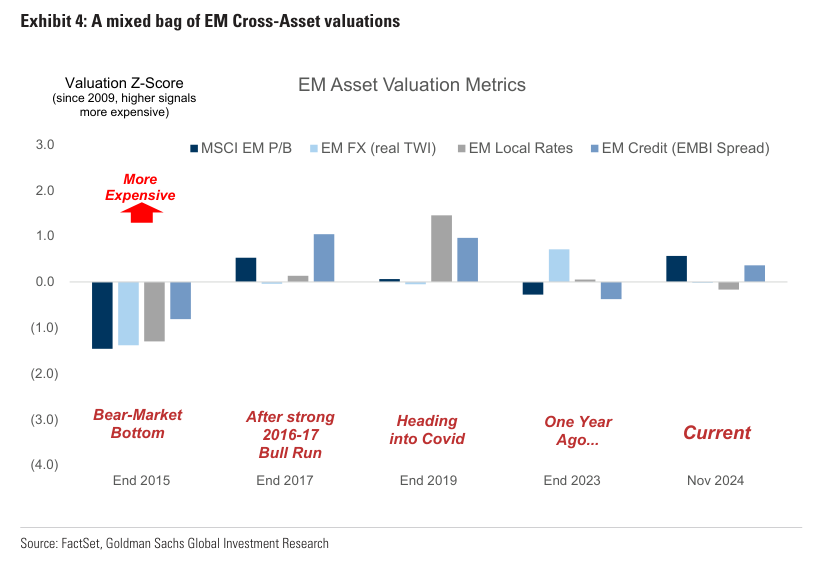 Exhibit 4: A mixed bag of EM Cross-Asset valuations
Valuation Z-Score
(since 2009, higher signals
more expensive)
EM Asset Valuation Metrics
MSCI EM P/B
EM FX (real TWI)
EM Local Rates
EM Credit (EMBI Spread)
3.0
2.0
1.0
0.0
(1.0)
(2.0)
(3.0)
(4.0)
More
Expensive
Bear-Market
Bottom
After strong
2016-17
Bull Run
Heading
into Covid
One Year
Ago...
Current
End 2015
End 2017
End 2019
End 2023
Nov 2024
Source: FactSet, Goldman Sachs Global Investment Research